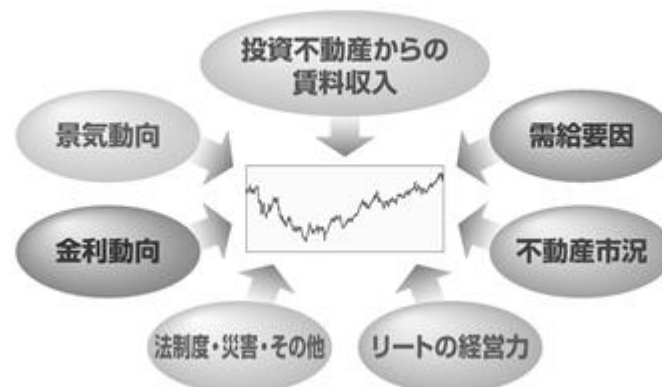 投資不動産からの
賃料収入
景気動向
需給要因
金利動向
不動産市況
法制度・災害・その他
リートの経営力